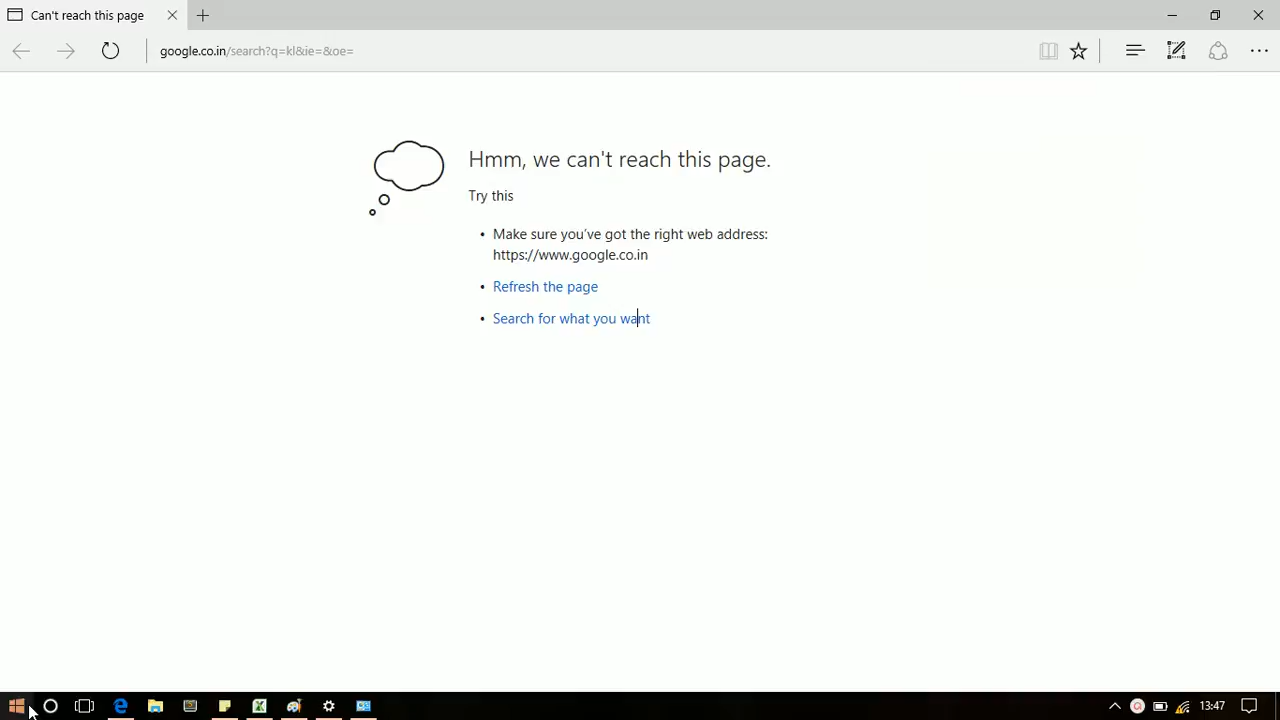 Can't reach this page
google.co.in/search?q=kl&ie=&oe=
Hmm, we can't reach this page.
Try this
• Make sure you've got the right web address:
https://www.google.co.in
• Refresh the page
• Search for what you want
13:47